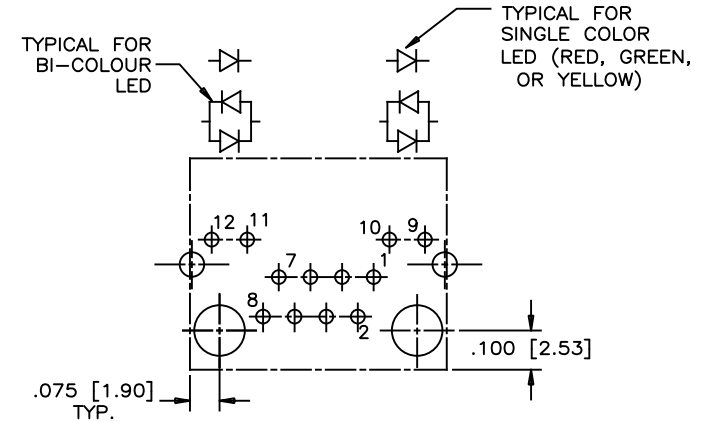 TYPICAL FOR
SINGLE COLOR
LED (RED, GREEN,
OR YELLOW)
TYPICAL FOR
BI-COLOUR
LED
12
11
10
9
7
1
8
2
.100 [2.53]
.075 [1.90]
TYP.